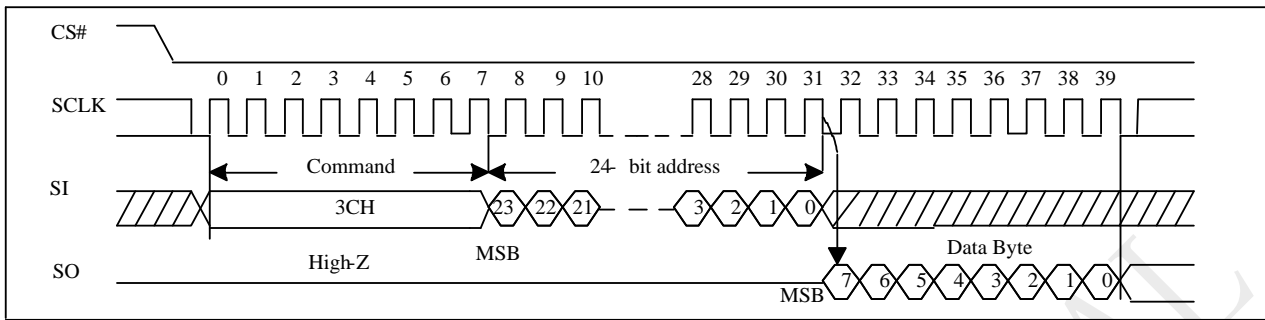 CS#
0 1 2 3 4 5 6 7 8 9 10 28 29 30 31 32 33 34 35 36 37 38 39
SCLK
Command 24- bit address
SI
3CH 23 22 21 3 2 1 0
High-Z MSB Data Byte
SO
MSB 7 6 5 4 3 2 1 0